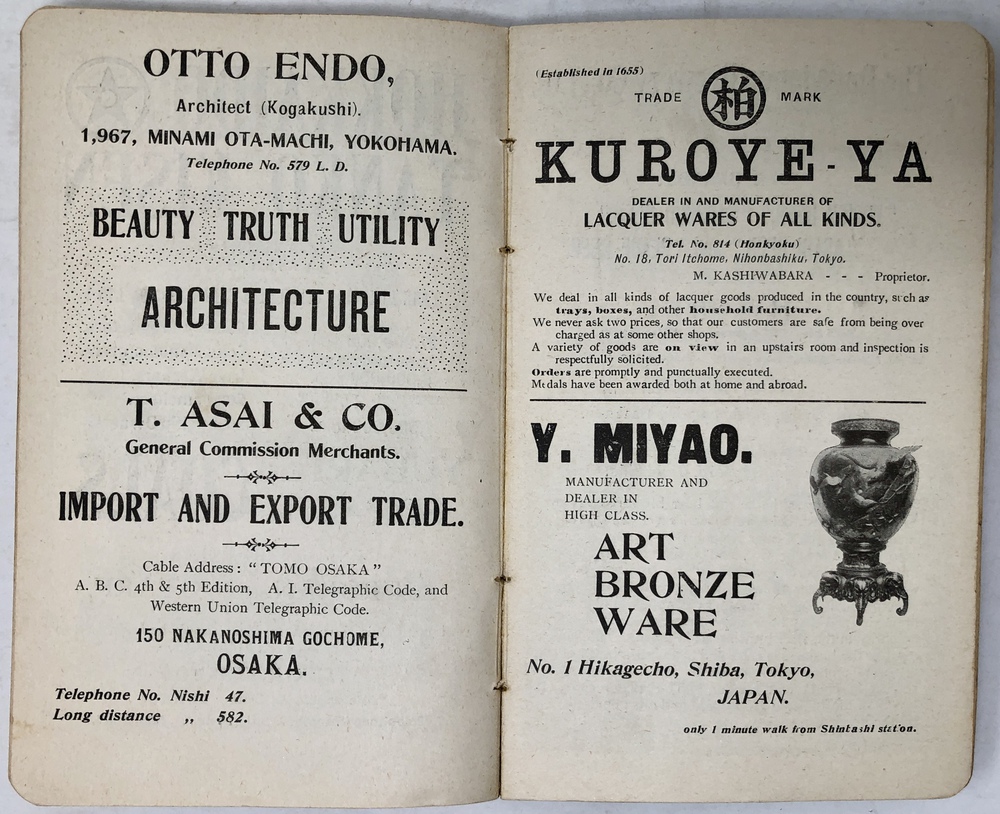 OTTO ENDO,
Architect (Kogakushi).
1,967, MINAMI OTA-MACHI, YOKOHAMA.
Telephone No. 579 L. D.
BEAUTY TRUTH UTILITY
ARCHITECTURE
T. ASAI & CO.
General Commission Merchants.
IMPORT AND EXPORT TRADE.
Cable Address: "TOMO OSAKA"
A. B. C. 4th & 5th Edition, A. I. Telegraphic Code, and
Western Union Telegraphic Code.
150 NAKANOSHIMA GOCHOME,
OSAKA.
Telephone No. Nishi 47.
Long distance „ 582.
(Established in 1655)
TRADE 柏 MARK
KUROYE-YA
DEALER IN AND MANUFACTURER OF
LACQUER WARES OF ALL KINDS.
Tel. No. 814 (Honkyoku)
No. 18, Tori Itchome, Nihonbashiku, Tokyo.
M. KASHIWABARA - - - Proprietor.
We deal in all kinds of lacquer goods produced in the country, such as
trays, boxes, and other household furniture.
We never ask two prices, so that our customers are safe from being over
charged as at some other shops.
A variety of goods are on view in an upstairs room and inspection is
respectfully solicited.
Orders are promptly and punctually executed.
Medals have been awarded both at home and abroad.
Y. MIYAO.
MANUFACTURER AND
DEALER IN
HIGH CLASS.
ART
BRONZE
WARE
No. 1 Hikagecho, Shiba, Tokyo,
JAPAN.
only 1 minute walk from Shinbashi station.